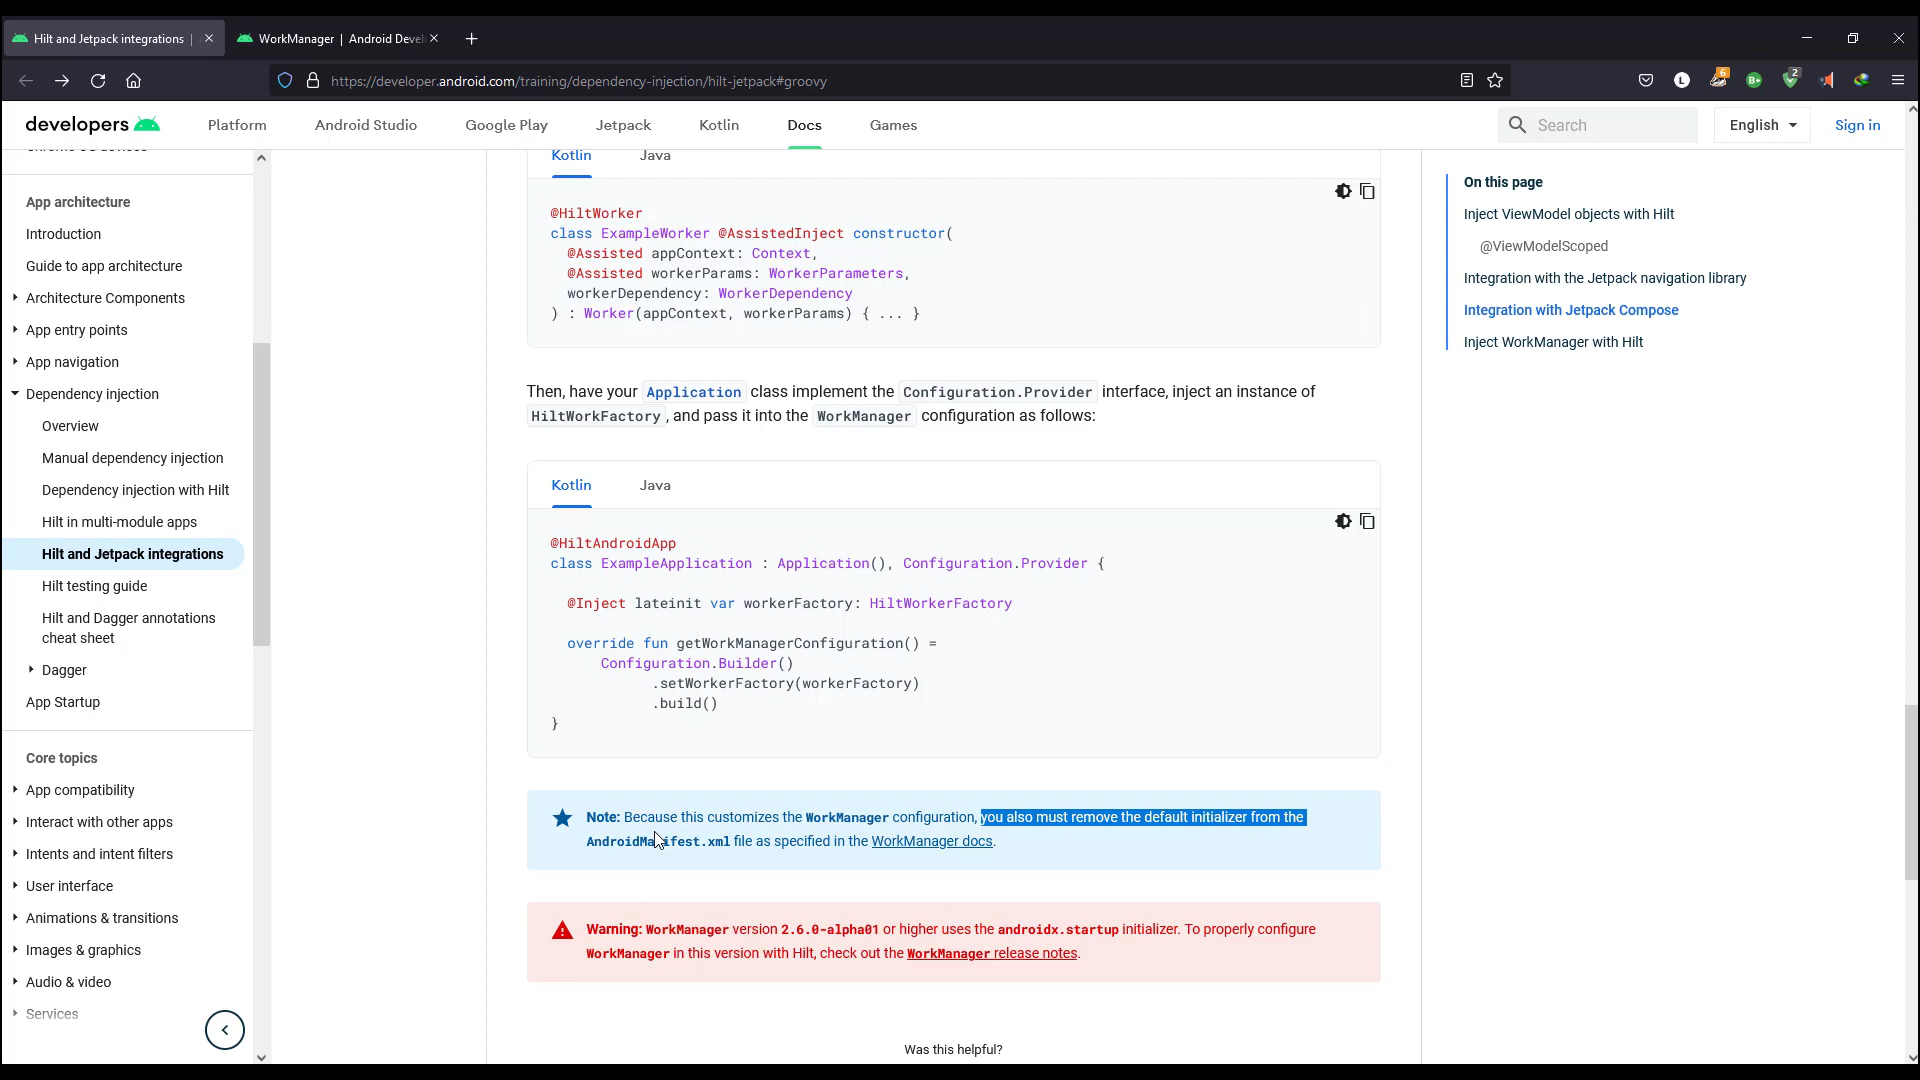 Hilt and Jetpack integrations |
WorkManager | Android Devel
https://developer.android.com/training/dependency-injection/hilt-jetpack#groovy
L
6
B+
2
developers
Platform
Android Studio
Google Play
Jetpack
Kotlin
Docs
Games
Search
English
Sign in
Chrome OS devices
App architecture
Introduction
Guide to app architecture
Architecture Components
App entry points
App navigation
Dependency injection
Overview
Manual dependency injection
Dependency injection with Hilt
Hilt in multi-module apps
Hilt and Jetpack integrations
Hilt testing guide
Hilt and Dagger annotations
cheat sheet
Dagger
App Startup
Core topics
App compatibility
Interact with other apps
Intents and intent filters
User interface
Animations & transitions
Images & graphics
Audio & video
Services
Kotlin
Java
@HiltWorker
class ExampleWorker @AssistedInject constructor(
@Assisted appContext: Context,
@Assisted workerParams: WorkerParameters,
workerDependency: WorkerDependency
) : Worker(appContext, workerParams) { ... }
Then, have your Application class implement the Configuration.Provider interface, inject an instance of
HiltWorkFactory, and pass it into the WorkManager configuration as follows:
Kotlin
Java
@HiltAndroidApp
class ExampleApplication : Application(), Configuration.Provider {
@Inject lateinit var workerFactory: HiltWorkerFactory
override fun getWorkManagerConfiguration() =
Configuration.Builder()
.setWorkerFactory(workerFactory)
.build()
}
Note: Because this customizes the WorkManager configuration, you also must remove the default initializer from the
AndroidManifest.xml file as specified in the WorkManager docs.
Warning: WorkManager version 2.6.0-alpha01 or higher uses the androidx.startup initializer. To properly configure
WorkManager in this version with Hilt, check out the WorkManager release notes.
Was this helpful?
On this page
Inject ViewModel objects with Hilt
@ViewModelScoped
Integration with the Jetpack navigation library
Integration with Jetpack Compose
Inject WorkManager with Hilt